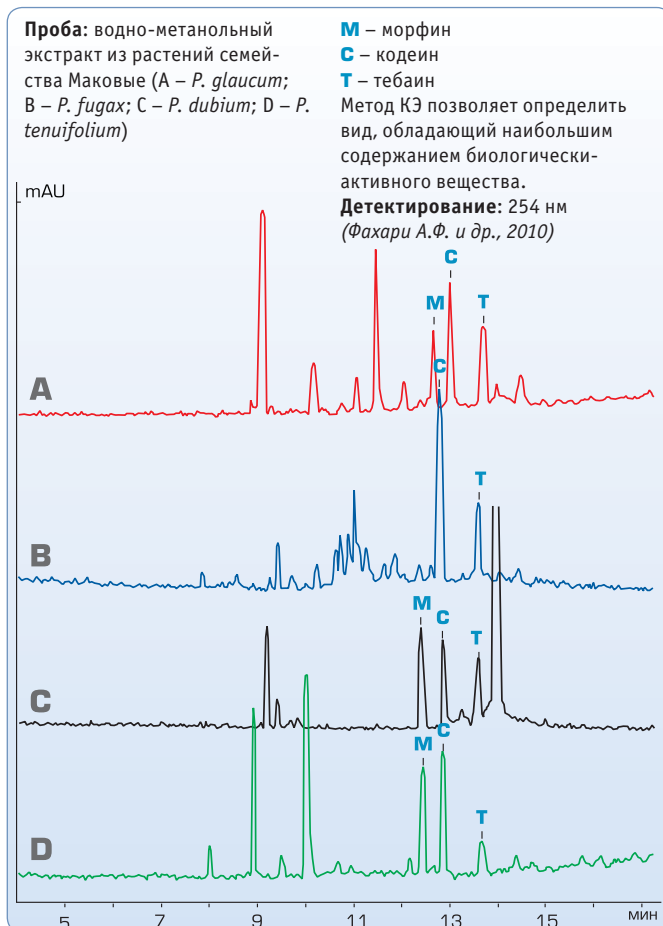 Проба: водно-метанольный
экстракт из растений семей-
ства Маковые (A – P. glaucum;
B – P. fugax; C – P. dubium; D – P.
tenuifolium)
М – морфин
С – кодеин
Т – тебаин
Метод КЭ позволяет определить
вид, обладающий наибольшим
содержанием биологически-
активного вещества.
Детектирование: 254 нм
(Фахари А.Ф. и др., 2010)
mAU
M C T
A
C T
B
M C T
C
M C T
D
5 7 9 11 13 15 мин